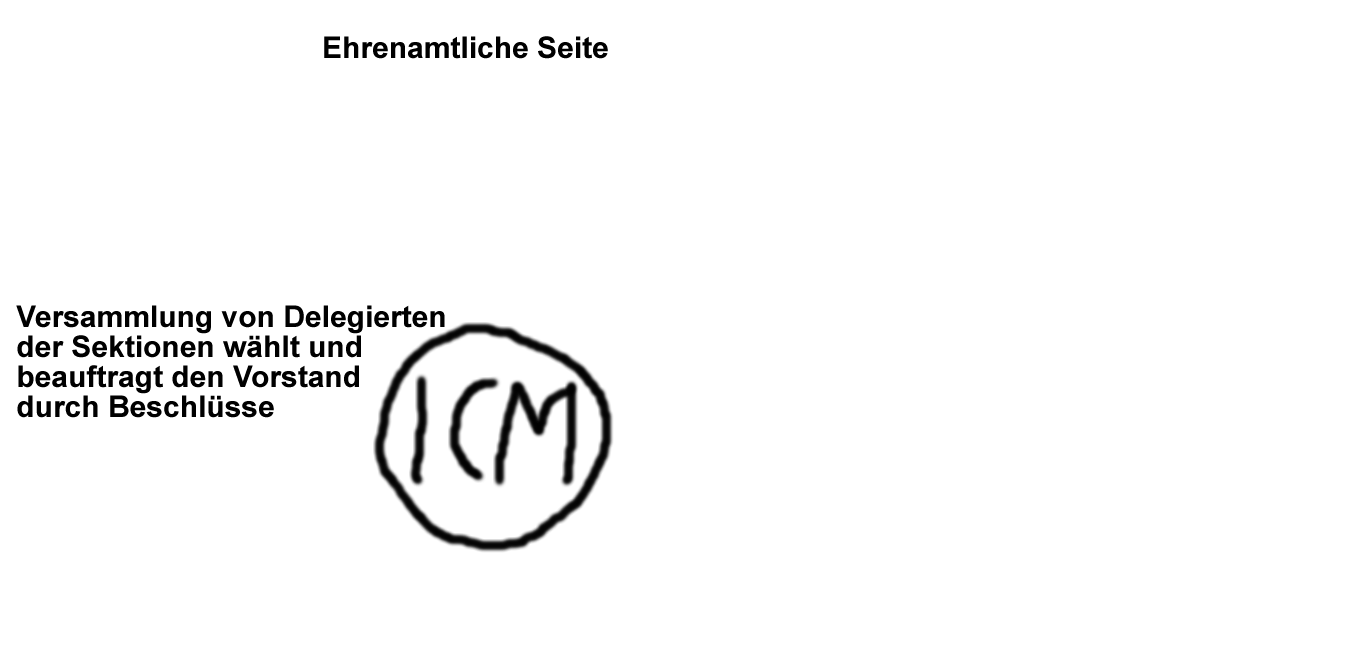 Ehrenamtliche Seite
Versammlung von Delegierten
der Sektionen wählt und
beauftragt den Vorstand
durch Beschlüsse
ICM